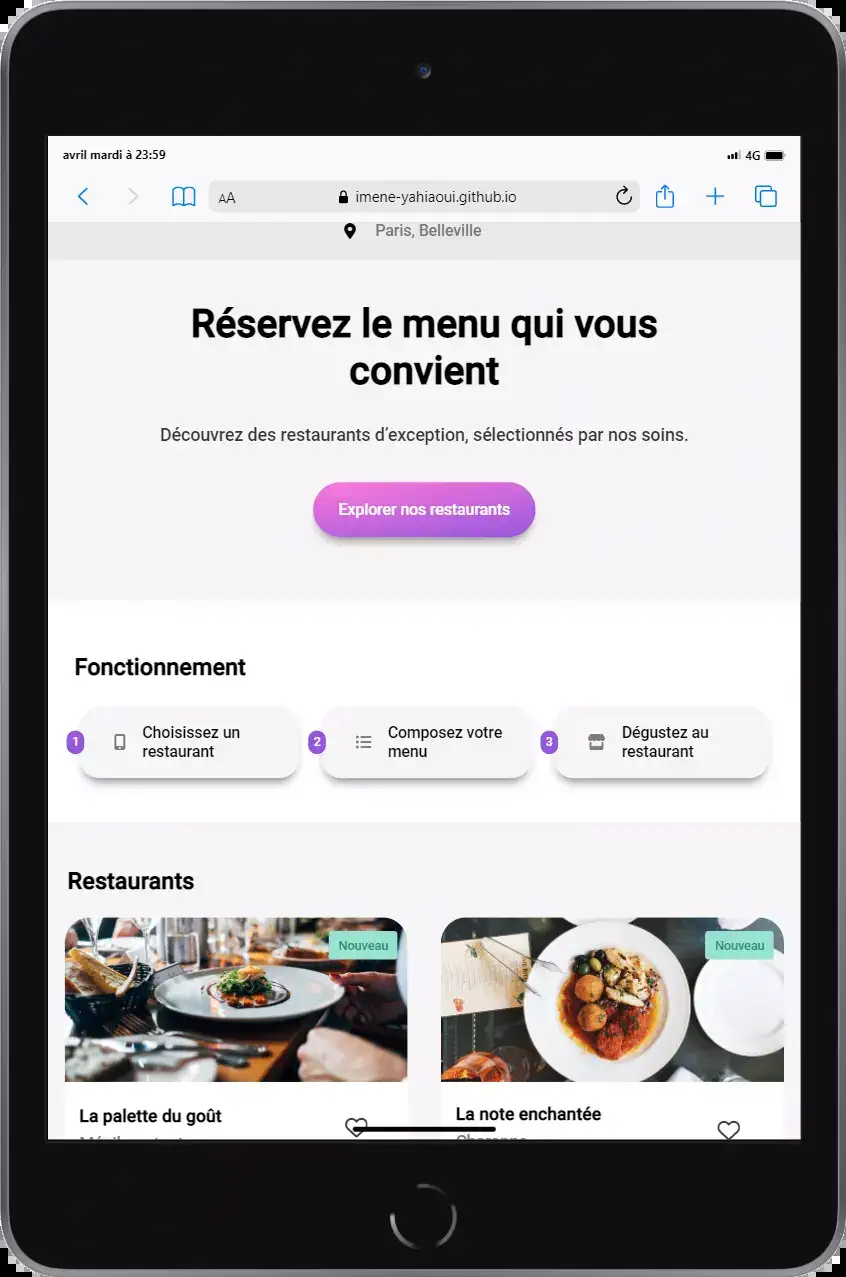 avril mardi à 23:59
4G
AA
imene-yahiaoui.github.io
Paris, Belleville
Réservez le menu qui vous
convient
Découvrez des restaurants d’exception, sélectionnés par nos soins.
Explorer nos restaurants
Fonctionnement
1
Choisissez un
restaurant
2
Composez votre
menu
3
Dégustez au
restaurant
Restaurants
Nouveau
Nouveau
La palette du goût
La note enchantée